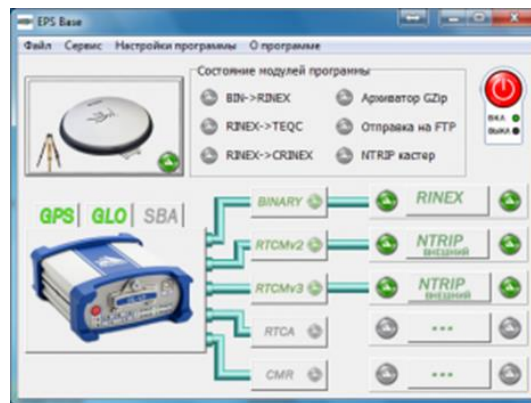 EPS Base
Файл Сервис Настройки программы О программе
Состояние модулей программы
BIN->RINEX
Архиватор GZip
RINEX->TEQC
Отправка на FTP
RINEX->CRINEX
NTRIP кастер
ВКЛ
ВЫКЛ
GPS GLO SBA
BINARY
RINEX
RTCMv2
NTRIP
внешний
RTCMv3
NTRIP
внешний
RTCA
***
CMR
***